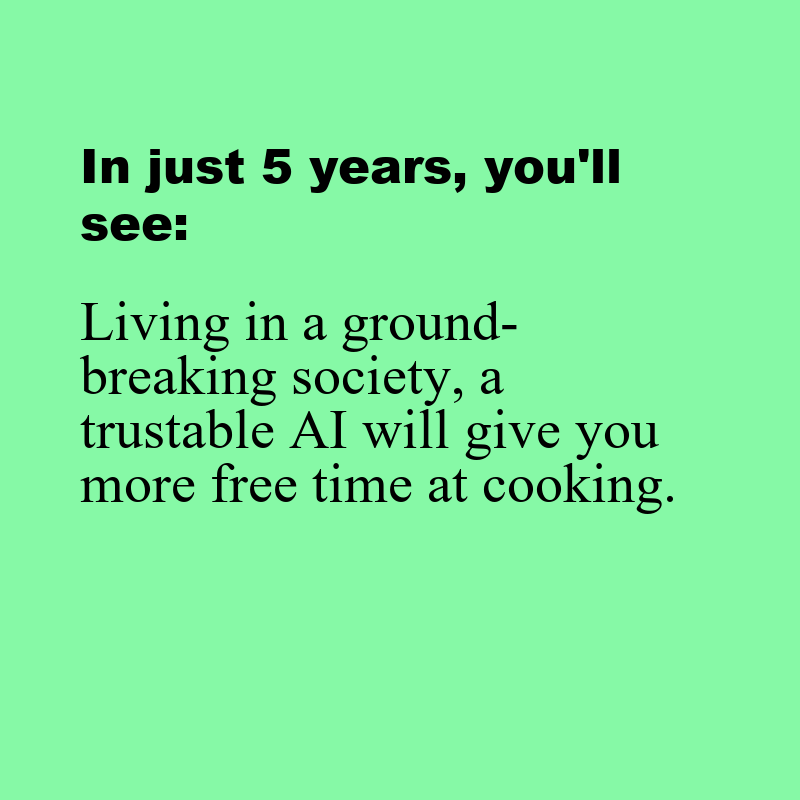 In just 5 years, you'll
see:
Living in a ground-
breaking society, a
trustable AI will give you
more free time at cooking.